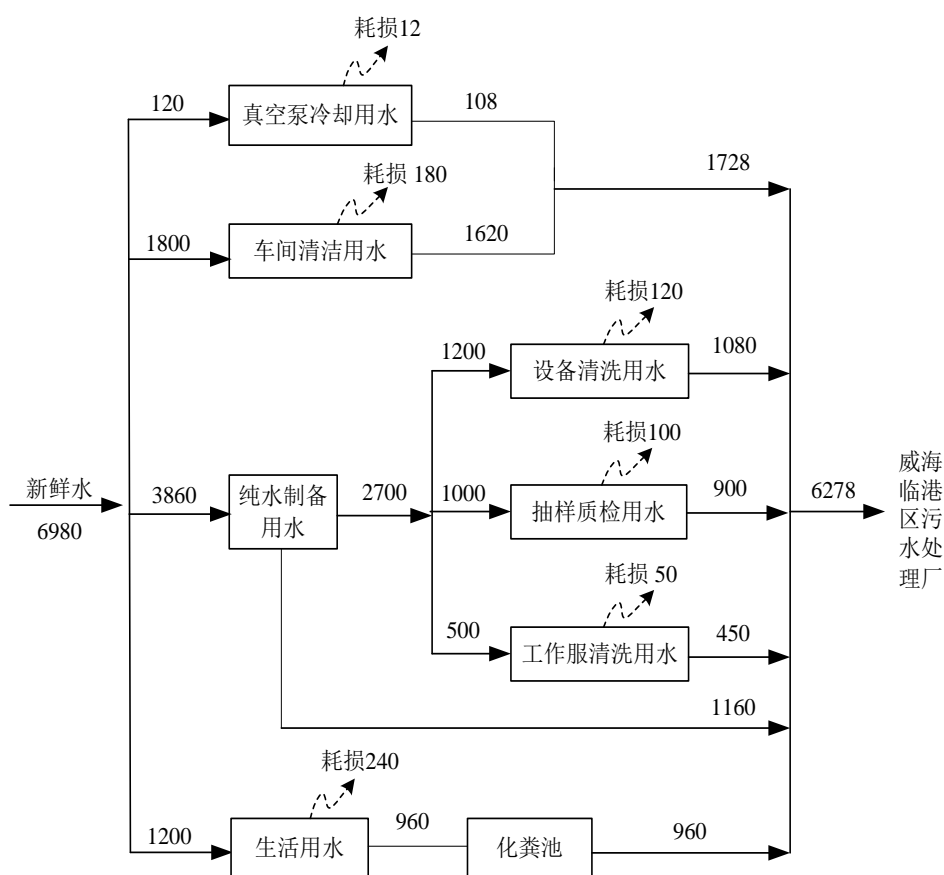 耗损12
120
真空泵冷却用水
108
1728
耗损 180
1800
车间清洁用水
1620
耗损120
1200
设备清洗用水
1080
耗损100
新鲜水
6980
3860
纯水制备
用水
2700
1000
抽样质检用水
900
6278
威海
临港
区污
水处
理厂
耗损 50
500
工作服清洗用水
450
1160
耗损240
1200
生活用水
960
化粪池
960